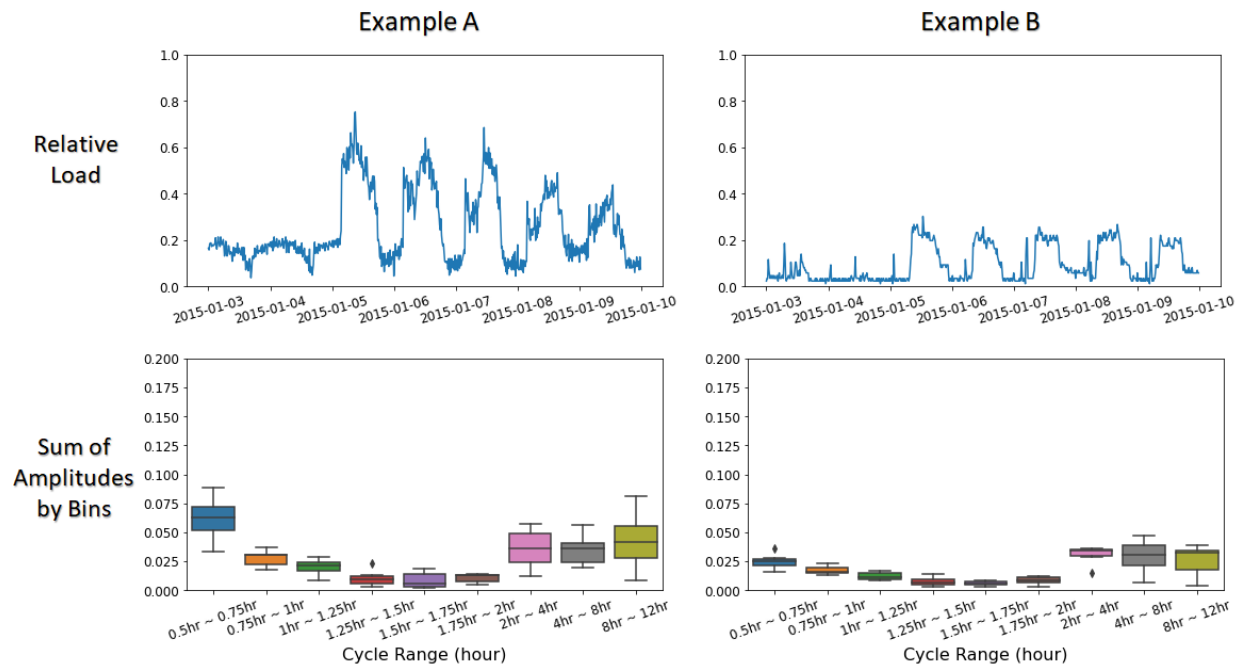 Example A
Example B
Relative
Load
1.0
0.8
0.6
0.4
0.2
0.0
2015-01-03
2015-01-04
2015-01-05
2015-01-06
2015-01-07
2015-01-08
2015-01-09
2015-01-10
1.0
0.8
0.6
0.4
0.2
0.0
2015-01-03
2015-01-04
2015-01-05
2015-01-06
2015-01-07
2015-01-08
2015-01-09
2015-01-10
Sum of
Amplitudes
by Bins
0.200
0.175
0.150
0.125
0.100
0.075
0.050
0.025
0.000
0.5hr ~ 0.75hr
0.75hr ~ 1hr
1hr ~ 1.25hr
1.25hr ~ 1.5hr
1.5hr ~ 1.75hr
1.75hr ~ 2hr
2hr ~ 4hr
4hr ~ 8hr
8hr ~ 12hr
Cycle Range (hour)
0.200
0.175
0.150
0.125
0.100
0.075
0.050
0.025
0.000
0.5hr ~ 0.75hr
0.75hr ~ 1hr
1hr ~ 1.25hr
1.25hr ~ 1.5hr
1.5hr ~ 1.75hr
1.75hr ~ 2hr
2hr ~ 4hr
4hr ~ 8hr
8hr ~ 12hr
Cycle Range (hour)